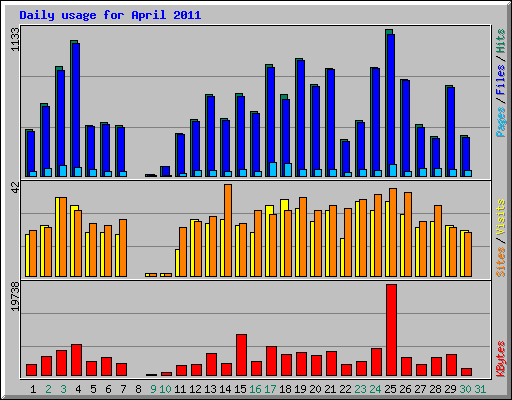 Daily usage for April 2011
1133
Pages/Files/Hits
42
Sites/Visits
19738
KBytes
1 2 3 4 5 6 7 8 9 10 11 12 13 14 15 16 17 18 19 20 21 22 23 24 25 26 27 28 29 30 31